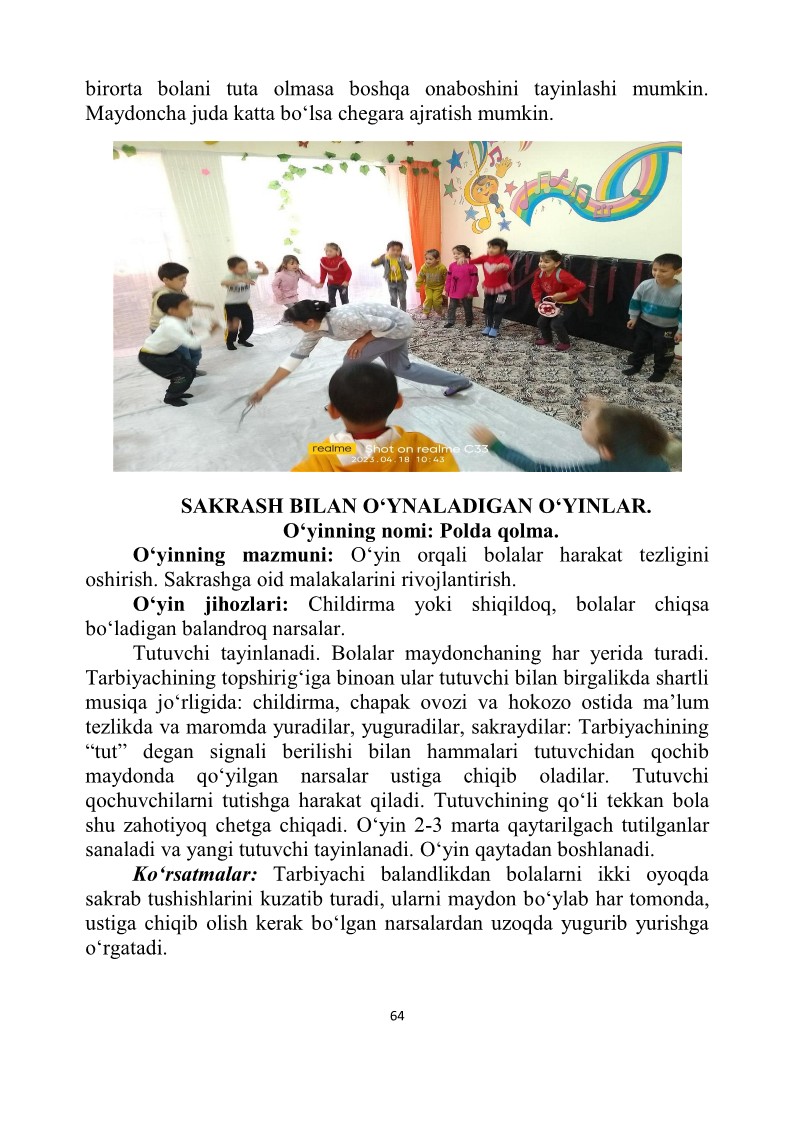 birorta bolani tuta olmasa boshqa onaboshini tayinlashi mumkin.
Maydoncha juda katta bo‘lsa chegara ajratish mumkin.
realme Shot on realme C33
2023.04.18 10:43
SAKRASH BILAN O‘YNALADIGAN O‘YINLAR.
O‘yinning nomi: Polda qolma.
O‘yinning mazmuni: O‘yin orqali bolalar harakat tezligini
oshirish. Sakrashga oid malakalarini rivojlantirish.
O‘yin jihozlari: Childirma yoki shiqildoq, bolalar chiqsa
bo‘ladigan balandroq narsalar.
Tutuvchi tayinlanadi. Bolalar maydonchaning har yerida turadi.
Tarbiyachining topshirig‘iga binoan ular tutuvchi bilan birgalikda shartli
musiqa jo‘rligida: childirma, chapak ovozi va hokozo ostida ma’lum
tezlikda va maromda yuradilar, yuguradilar, sakraydilar: Tarbiyachining
“tut” degan signali berilishi bilan hammalari tutuvchidan qochib
maydonda qo‘yilgan narsalar ustiga chiqib oladilar. Tutuvchi
qochuvchilarni tutishga harakat qiladi. Tutuvchining qo‘li tekkan bola
shu zahotiyoq chetga chiqadi. O‘yin 2-3 marta qaytarilgach tutilganlar
sanaladi va yangi tutuvchi tayinlanadi. O‘yin qaytadan boshlanadi.
Ko‘rsatmalar: Tarbiyachi balandlikdan bolalarni ikki oyoqda
sakrab tushishlarini kuzatib turadi, ularni maydon bo‘ylab har tomonda,
ustiga chiqib olish kerak bo‘lgan narsalardan uzoqda yugurib yurishga
o‘rgatadi.
64